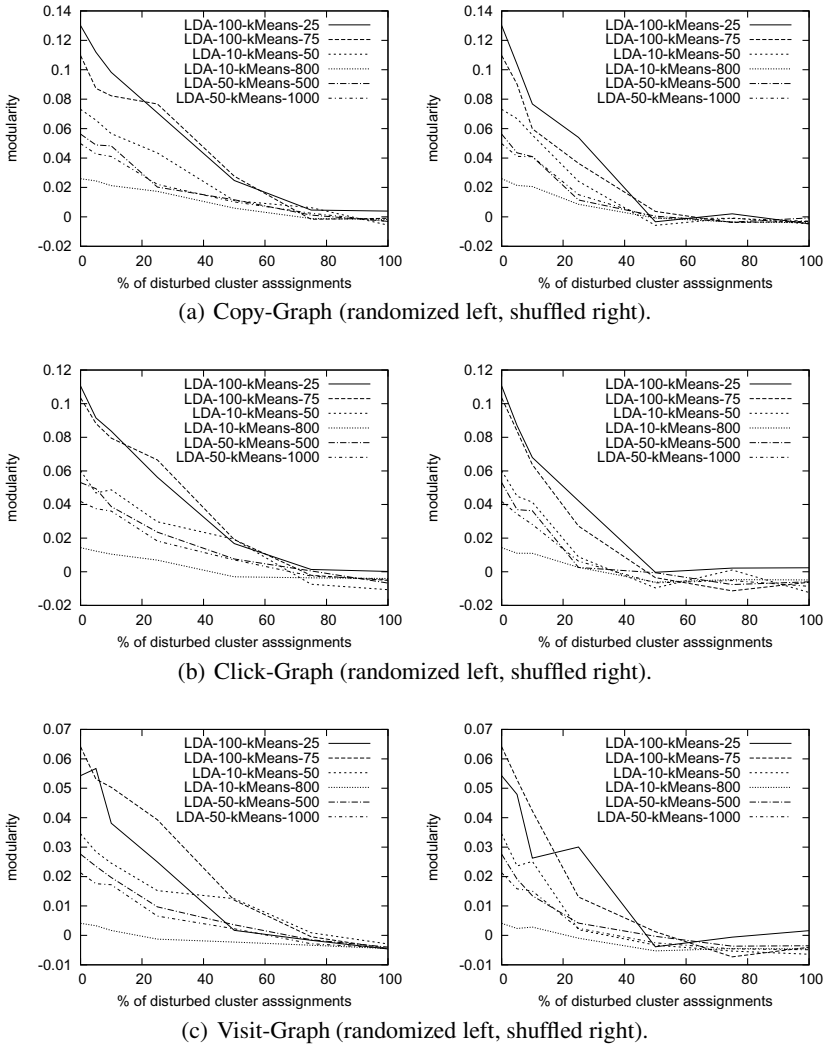 0.14
0.12
0.1
0.08
0.06
0.04
0.02
0
-0.02
modularity
0 20 40 60 80 100
% of disturbed cluster asssignments
LDA-100-kMeans-25
LDA-100-kMeans-75
LDA-10-kMeans-50
LDA-10-kMeans-800
LDA-50-kMeans-500
LDA-50-kMeans-1000
0.14
0.12
0.1
0.08
0.06
0.04
0.02
0
-0.02
modularity
0 20 40 60 80 100
% of disturbed cluster asssignments
LDA-100-kMeans-25
LDA-100-kMeans-75
LDA-10-kMeans-50
LDA-10-kMeans-800
LDA-50-kMeans-500
LDA-50-kMeans-1000
(a) Copy-Graph (randomized left, shuffled right).
0.12
0.1
0.08
0.06
0.04
0.02
0
-0.02
modularity
0 20 40 60 80 100
% of disturbed cluster asssignments
LDA-100-kMeans-25
LDA-100-kMeans-75
LDA-10-kMeans-50
LDA-10-kMeans-800
LDA-50-kMeans-500
LDA-50-kMeans-1000
0.12
0.1
0.08
0.06
0.04
0.02
0
-0.02
modularity
0 20 40 60 80 100
% of disturbed cluster asssignments
LDA-100-kMeans-25
LDA-100-kMeans-75
LDA-10-kMeans-50
LDA-10-kMeans-800
LDA-50-kMeans-500
LDA-50-kMeans-1000
(b) Click-Graph (randomized left, shuffled right).
0.07
0.06
0.05
0.04
0.03
0.02
0.01
0
-0.01
modularity
0 20 40 60 80 100
% of disturbed cluster asssignments
LDA-100-kMeans-25
LDA-100-kMeans-75
LDA-10-kMeans-50
LDA-10-kMeans-800
LDA-50-kMeans-500
LDA-50-kMeans-1000
0.07
0.06
0.05
0.04
0.03
0.02
0.01
0
-0.01
modularity
0 20 40 60 80 100
% of disturbed cluster asssignments
LDA-100-kMeans-25
LDA-100-kMeans-75
LDA-10-kMeans-50
LDA-10-kMeans-800
LDA-50-kMeans-500
LDA-50-kMeans-1000
(c) Visit-Graph (randomized left, shuffled right).